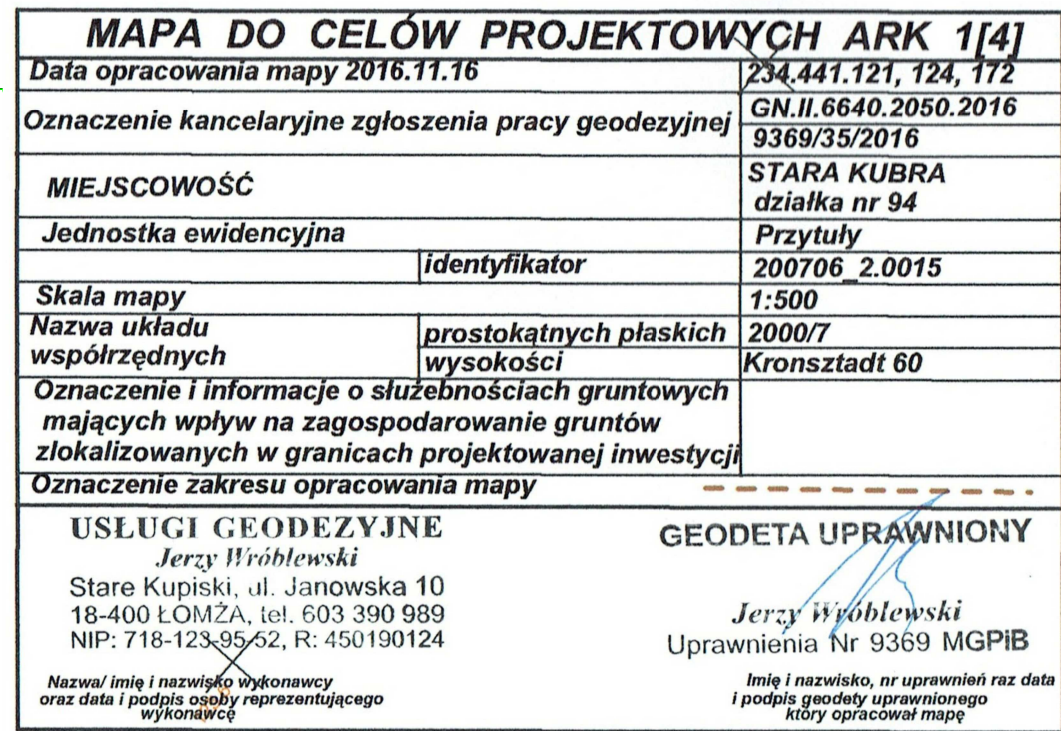 MAPA DO CELÓW PROJEKTOWYCH ARK 1[4]
Data opracowania mapy 2016.11.16
234.441.121, 124, 172
Oznaczenie kancelaryjne zgłoszenia pracy geodezyjnej
GN.II.6640.2050.2016
9369/35/2016
MIEJSCOWOŚĆ
STARA KUBRA
działka nr 94
Jednostka ewidencyjna
Przytuły
identyfikator
200706_2.0015
Skala mapy
1:500
Nazwa układu
współrzędnych
prostokątnych płaskich
2000/7
wysokości
Kronsztadt 60
Oznaczenie i informacje o służebnościach gruntowych
mających wpływ na zagospodarowanie gruntów
zlokalizowanych w granicach projektowanej inwestycji
Oznaczenie zakresu opracowania mapy
USŁUGI GEODEZYJNE
Jerzy Wróblewski
Stare Kupiski, ul. Janowska 10
18-400 ŁOMŻA, tel. 603 390 989
NIP: 718-123-95-52, R: 450190124
Nazwa/ imię i nazwisko wykonawcy
oraz data i podpis osoby reprezentującego
wykonawcę
GEODETA UPRAWNIONY
Jerzy Wróblewski
Uprawnienia Nr 9369 MGPiB
Imię i nazwisko, nr uprawnień raz data
i podpis geodety uprawnionego
który opracował mapę